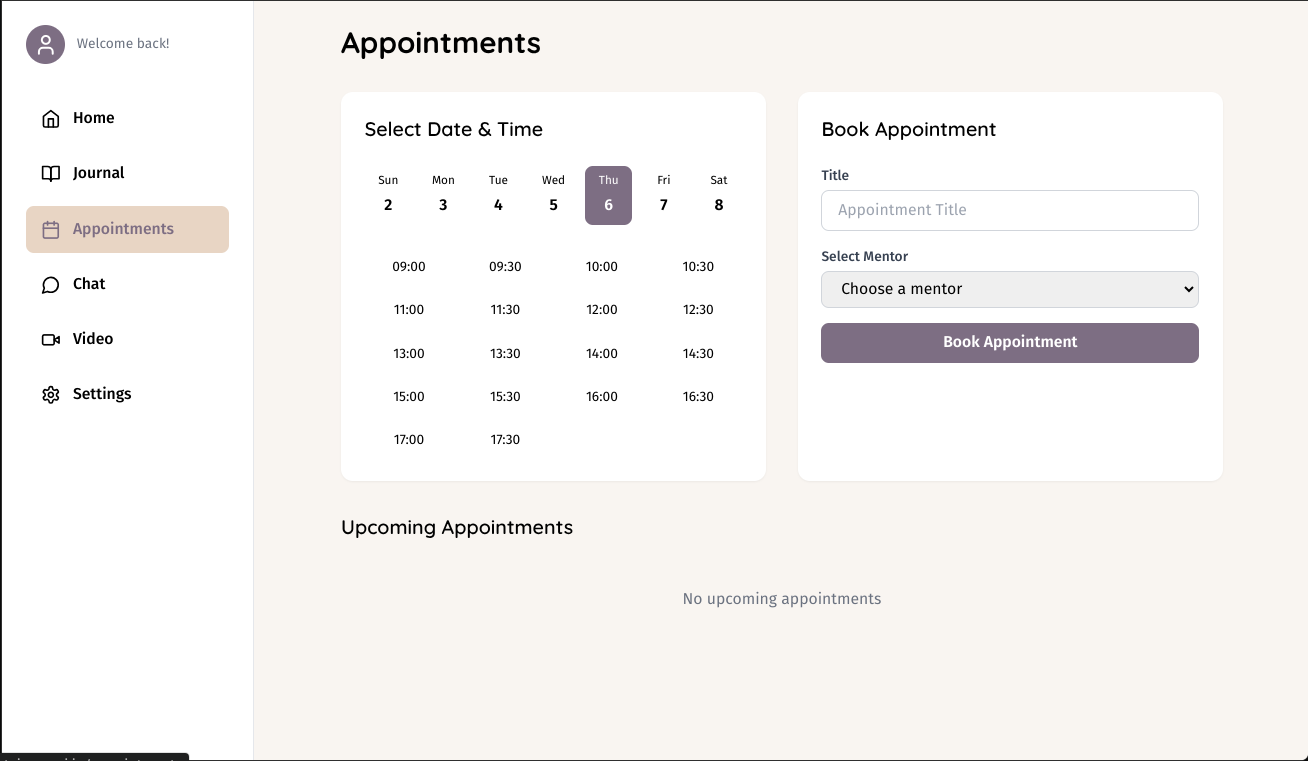 Welcome back!
Home
Journal
Appointments
Chat
Video
Settings
Appointments
Select Date & Time
Sun Mon Tue Wed Thu Fri Sat
2 3 4 5 6 7 8
09:00 09:30 10:00 10:30
11:00 11:30 12:00 12:30
13:00 13:30 14:00 14:30
15:00 15:30 16:00 16:30
17:00 17:30
Book Appointment
Title
Appointment Title
Select Mentor
Choose a mentor
Book Appointment
Upcoming Appointments
No upcoming appointments